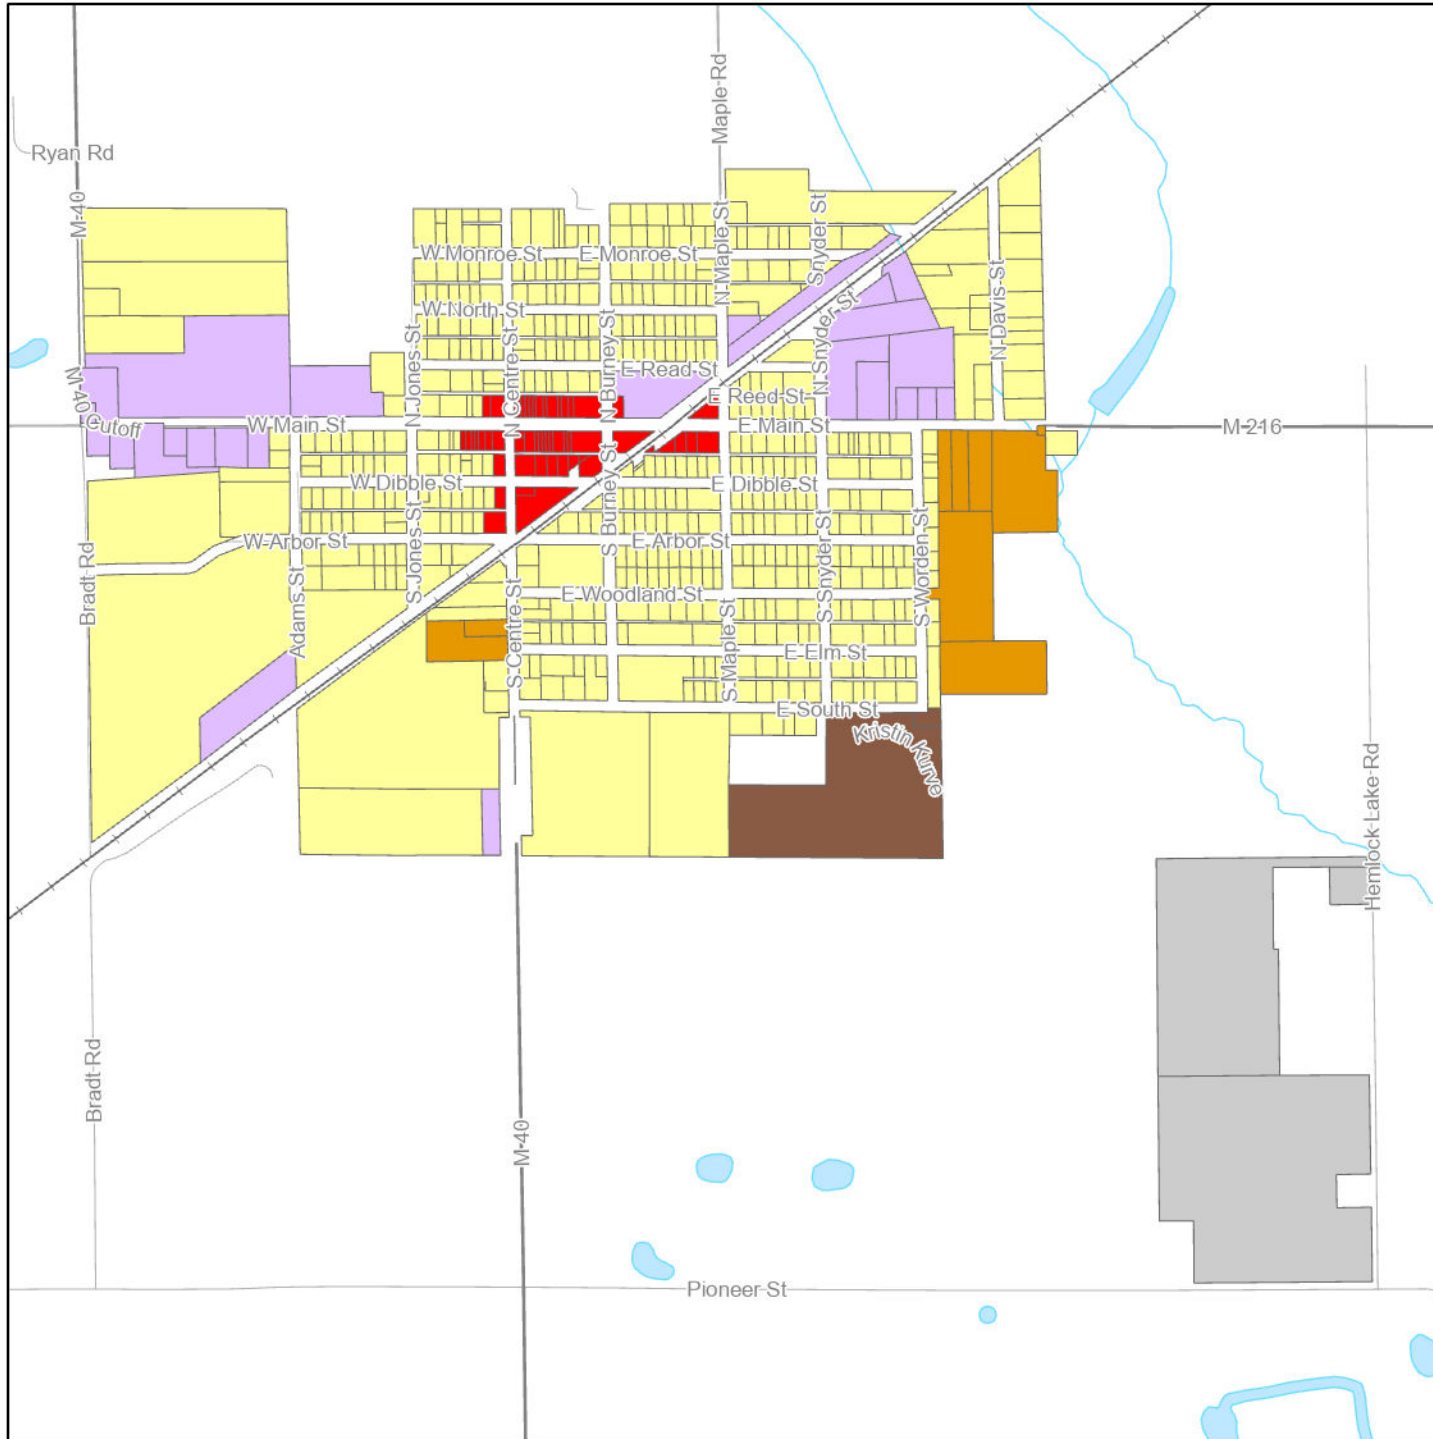 Maple Rd
Ryan Rd
M-40
N Maple St
Snyder St
W Monroe St
E Monroe St
N Davis St
W North St
N Snyder St
N Jones St
N Centre St
N Burney St
E Read St
M-40
Cutoff
E Reed St
W Main St
E Main St
M-216
W Dibble St
E Dibble St
S Burney St
W Arbor St
E Arbor St
S Jones St
S Snyder St
S Worden St
Bradt Rd
Adams St
E Woodland St
S Centre St
S Maple St
E Elm St
E South St
Kristin Kurve
Hemlock Lake Rd
Bradt Rd
M-40
Pioneer St